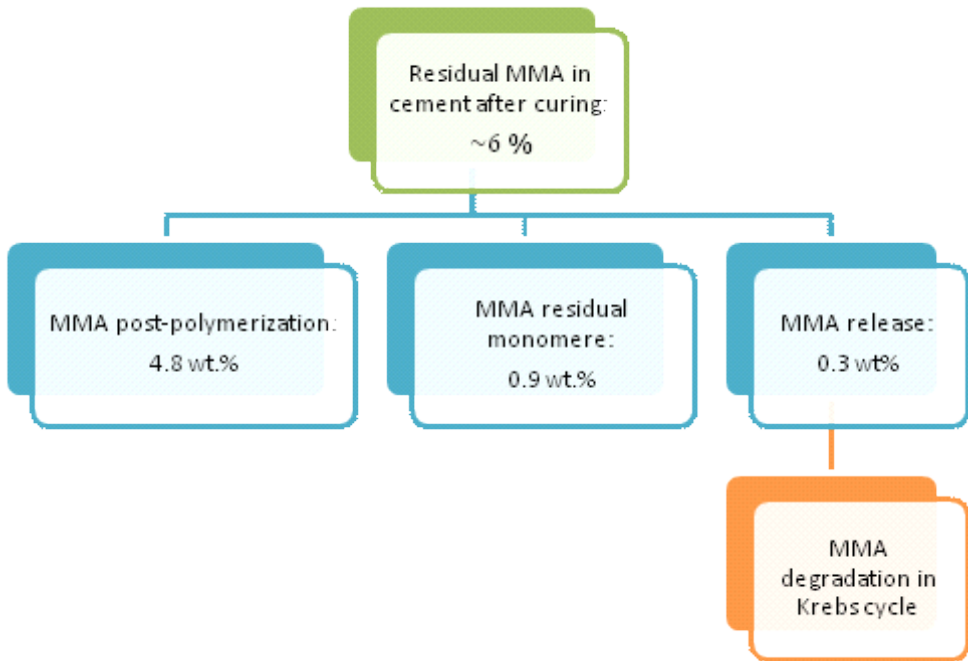 Residual MMA in
cement after curing:
~6 %
MMA post-polymerization:
4.8 wt.%
MMA residual
monomere:
0.9 wt.%
MMA release:
0.3 wt%
MMA
degradation in
Krebs cycle